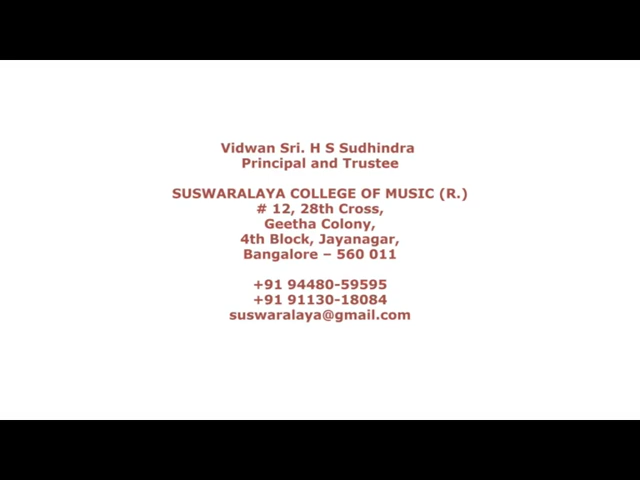 Vidwan Sri. H S Sudhindra
Principal and Trustee
SUSWARALAYA COLLEGE OF MUSIC (R.)
# 12, 28th Cross,
Geetha Colony,
4th Block, Jayanagar,
Bangalore – 560 011
+91 94480-59595
+91 91130-18084
suswaralaya@gmail.com